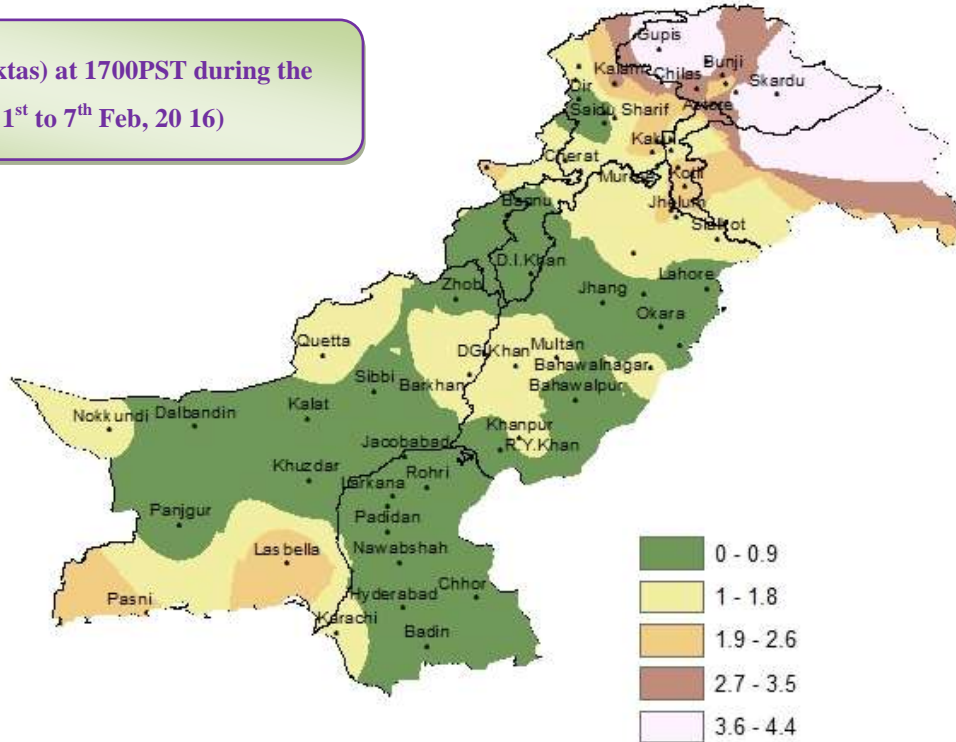 ktas) at 1700PST during the
1st to 7th Feb, 20 16)
Gupis
Kalam
Chilas
Bunji
Skardu
Dir
Astore
Saidu Sharif
Kakul
Cherat
Murree
Kotli
Bannu
Jhelum
Sialkot
D.I.Khan
Lahore
Zhob
Jhang
Okara
Quetta
DG.Khan
Multan
Bahawalnagar
Sibbi
Barkhan
Bahawalpur
Nokkundi
Dalbandin
Kalat
Khanpur
Jacobabad
R.Y.Khan
Khuzdar
Rohri
Larkana
Panjgur
Padidan
Lasbella
Nawabshah
Chhor
Pasni
Hyderabad
Karachi
Badin
0 - 0.9
1 - 1.8
1.9 - 2.6
2.7 - 3.5
3.6 - 4.4